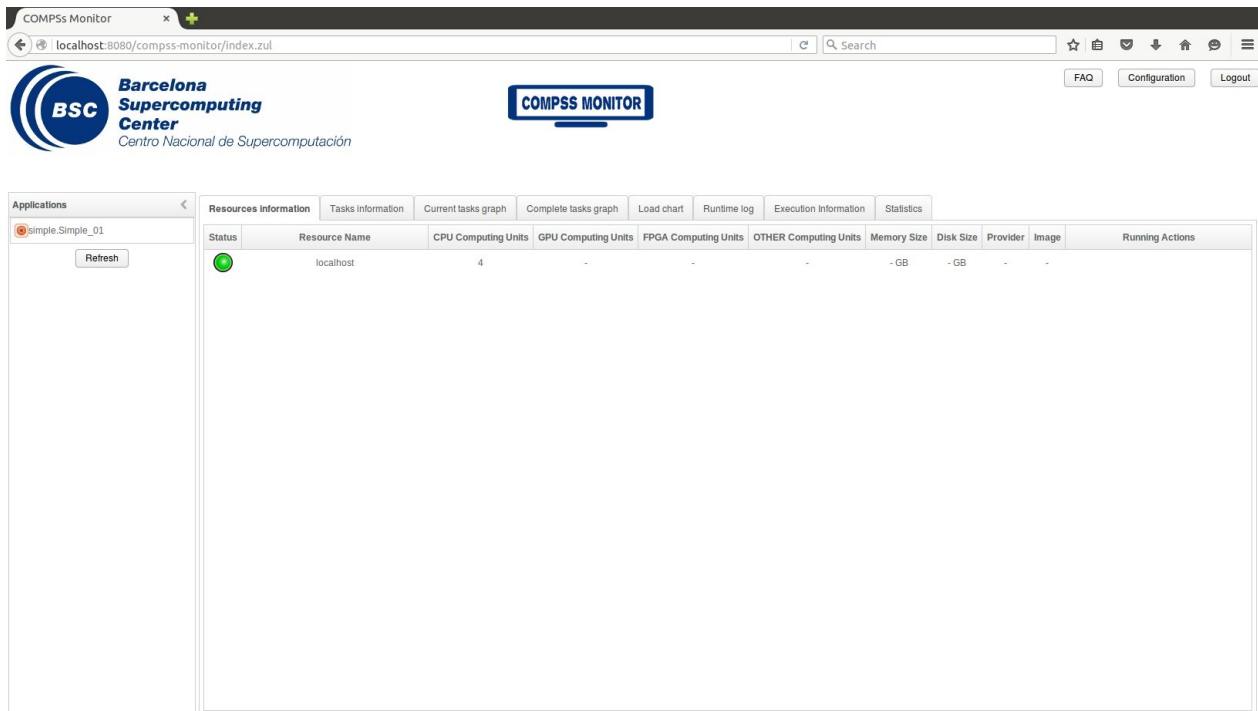 COMPSs Monitor
localhost:8080/compss-monitor/index.zul
Search
BSC
Barcelona
Supercomputing
Center
Centro Nacional de Supercomputación
COMPSS MONITOR
FAQ Configuration Logout
Applications
simple.Simple_01
Refresh
Resources information Tasks information Current tasks graph Complete tasks graph Load chart Runtime log Execution Information Statistics
Status Resource Name CPU Computing Units GPU Computing Units FPGA Computing Units OTHER Computing Units Memory Size Disk Size Provider Image Running Actions
localhost 4 - - - - GB - GB - -